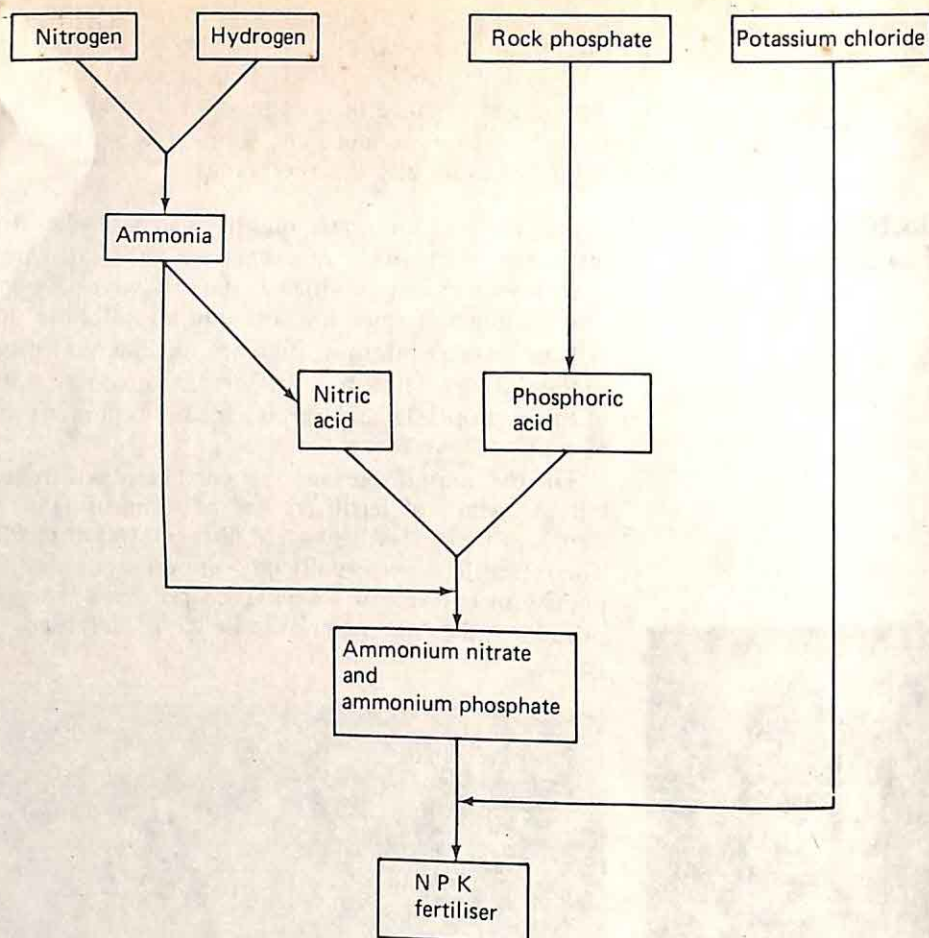 Nitrogen
Hydrogen
Rock phosphate
Potassium chloride
Ammonia
Nitric
acid
Phosphoric
acid
Ammonium nitrate
and
ammonium phosphate
N P K
fertiliser